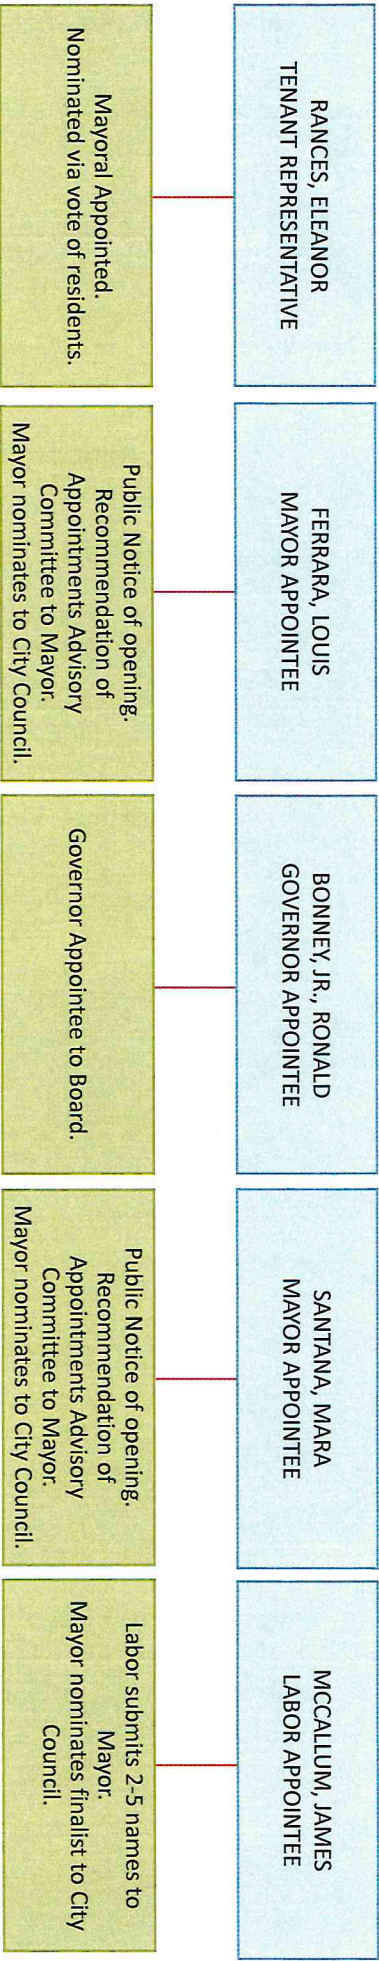 RANCES, ELEANOR
TENANT REPRESENTATIVE
Mayoral Appointed.
Nominated via vote of residents.
FERRARA, LOUIS
MAYOR APPOINTEE
Public Notice of opening.
Recommendation of
Appointments Advisory
Committee to Mayor.
Mayor nominates to City Council.
BONNEY, JR., RONALD
GOVERNOR APPOINTEE
Governor Appointee to Board.
SANTANA, MARA
MAYOR APPOINTEE
Public Notice of opening.
Recommendation of
Appointments Advisory
Committee to Mayor.
Mayor nominates to City Council.
MCCALLUM, JAMES
LABOR APPOINTEE
Labor submits 2-5 names to
Mayor.
Mayor nominates finalist to City
Council.